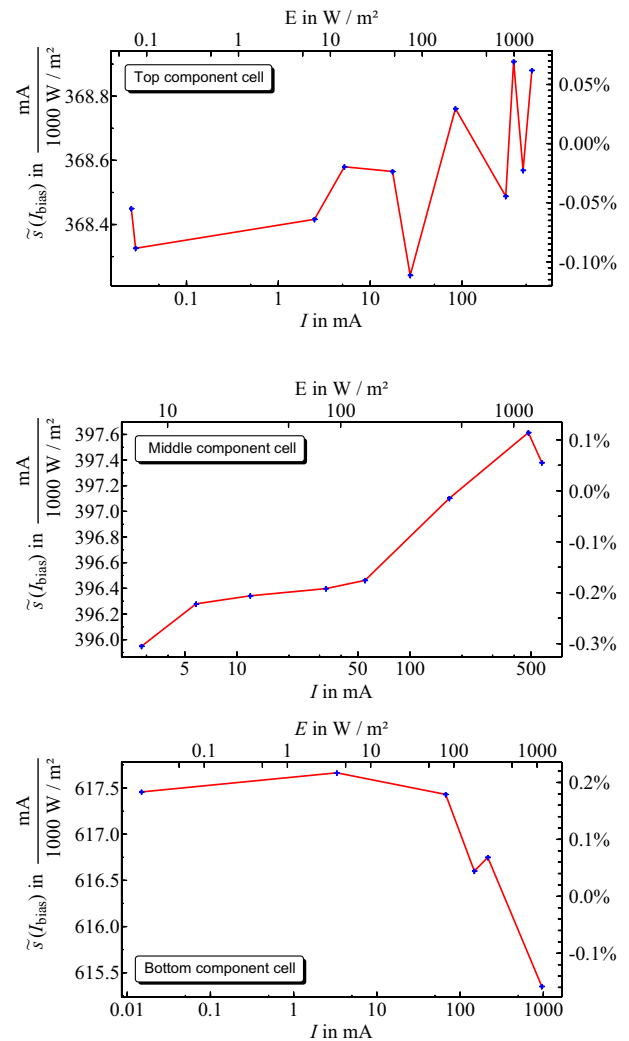 E in W / m²
0.1 1 10 100 1000
Top component cell
s̃ (I_bias) in mA / 1000 W / m²
368.8
368.6
368.4
0.05%
0.00%
-0.05%
-0.10%
0.1 1 10 100
I in mA
E in W / m²
10 100 1000
Middle component cell
s̃ (I_bias) in mA / 1000 W / m²
397.6
397.4
397.2
397.0
396.8
396.6
396.4
396.2
396.0
0.1%
0.0%
-0.1%
-0.2%
-0.3%
5 10 50 100 500
I in mA
E in W / m²
0.1 1 10 100 1000
s̃ (I_bias) in mA / 1000 W / m²
617.5
617.0
616.5
616.0
615.5
0.2%
0.1%
0.0%
-0.1%
Bottom component cell
0.01 0.1 1 10 100 1000
I in mA